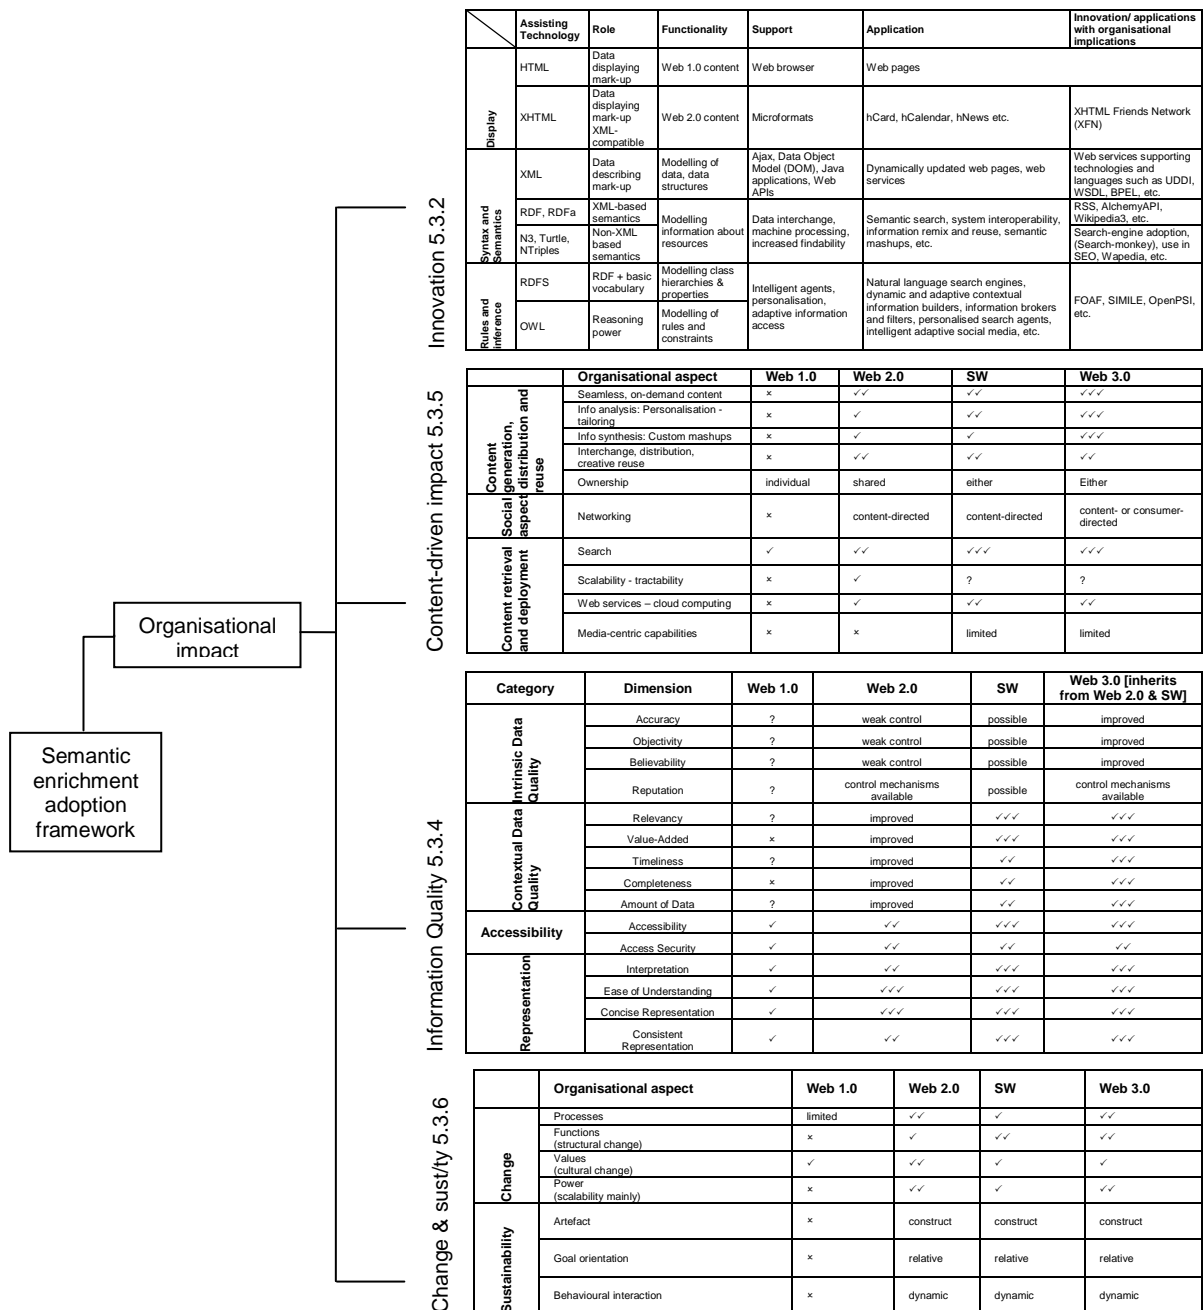 Semantic
enrichment
adoption
framework
Organisational
impact
Innovation 5.3.2
Assisting
Technology
Role
Functionality
Support
Application
Innovation/ applications
with organisational
implications
Display
HTML
Data
displaying
mark-up
Web 1.0 content
Web browser
Web pages
XHTML
Data
displaying
mark-up
XML-
compatible
Web 2.0 content
Microformats
hCard, hCalendar, hNews etc.
XHTML Friends Network
(XFN)
Syntax and
Semantics
XML
Data
describing
mark-up
Modelling of
data, data
structures
Ajax, Data Object
Model (DOM), Java
applications, Web
APIs
Dynamically updated web pages, web
services
Web services supporting
technologies and
languages such as UDDI,
WSDL, BPEL, etc.
RDF, RDFa
XML-based
semantics
Modelling
information about
resources
Data interchange,
machine processing,
increased findability
Semantic search, system interoperability,
information remix and reuse, semantic
mashups, etc.
RSS, AlchemyAPI,
Wikipedia3, etc.
N3, Turtle,
NTriples
Non-XML
based
semantics
Search-engine adoption,
(Search-monkey), use in
SEO, Wapedia, etc.
Rules and
inference
RDFS
RDF + basic
vocabulary
Modelling class
hierarchies &
properties
Intelligent agents,
personalisation,
adaptive information
access
Natural language search engines,
dynamic and adaptive contextual
information builders, information brokers
and filters, personalised search agents,
intelligent adaptive social media, etc.
FOAF, SIMILE, OpenPSI,
etc.
OWL
Reasoning
power
Modelling of
rules and
constraints
Content-driven impact 5.3.5
Organisational aspect Web 1.0 Web 2.0 SW Web 3.0
Content
generation,
distribution and
reuse
Seamless, on-demand content × ✓✓ ✓✓ ✓✓✓
Info analysis: Personalisation -
tailoring
× ✓ ✓✓ ✓✓✓
Info synthesis: Custom mashups × ✓ ✓ ✓✓✓
Interchange, distribution,
creative reuse
× ✓✓ ✓✓ ✓✓
Ownership individual shared either Either
Social
aspect
Networking × content-directed content-directed
content- or consumer-
directed
Content retrieval
and deployment
Search ✓ ✓✓ ✓✓✓ ✓✓✓
Scalability - tractability × ✓ ? ?
Web services – cloud computing × ✓ ✓✓ ✓✓
Media-centric capabilities × × limited limited
Information Quality 5.3.4
Category Dimension Web 1.0 Web 2.0 SW
Web 3.0 [inherits
from Web 2.0 & SW]
Intrinsic Data
Quality
Accuracy ? weak control possible improved
Objectivity ? weak control possible improved
Believability ? weak control possible improved
Reputation ?
control mechanisms
available
possible
control mechanisms
available
Contextual Data
Quality
Relevancy ? improved ✓✓✓ ✓✓✓
Value-Added × improved ✓✓✓ ✓✓✓
Timeliness ? improved ✓✓ ✓✓✓
Completeness × improved ✓✓ ✓✓✓
Amount of Data ? improved ✓✓ ✓✓✓
Accessibility
Accessibility ✓ ✓✓ ✓✓✓ ✓✓✓
Access Security ✓ ✓✓ ✓✓ ✓✓
Representation
Interpretation ✓ ✓✓ ✓✓✓ ✓✓✓
Ease of Understanding ✓ ✓✓✓ ✓✓✓ ✓✓✓
Concise Representation ✓ ✓✓✓ ✓✓✓ ✓✓✓
Consistent
Representation
✓ ✓✓ ✓✓✓ ✓✓✓
Change & sust/ty 5.3.6
Organisational aspect Web 1.0 Web 2.0 SW Web 3.0
Change
Processes limited ✓✓ ✓ ✓✓
Functions
(structural change)
× ✓ ✓✓ ✓✓
Values
(cultural change)
✓ ✓✓ ✓ ✓
Power
(scalability mainly)
× ✓✓ ✓ ✓✓
Sustainability
Artefact × construct construct construct
Goal orientation × relative relative relative
Behavioural interaction × dynamic dynamic dynamic